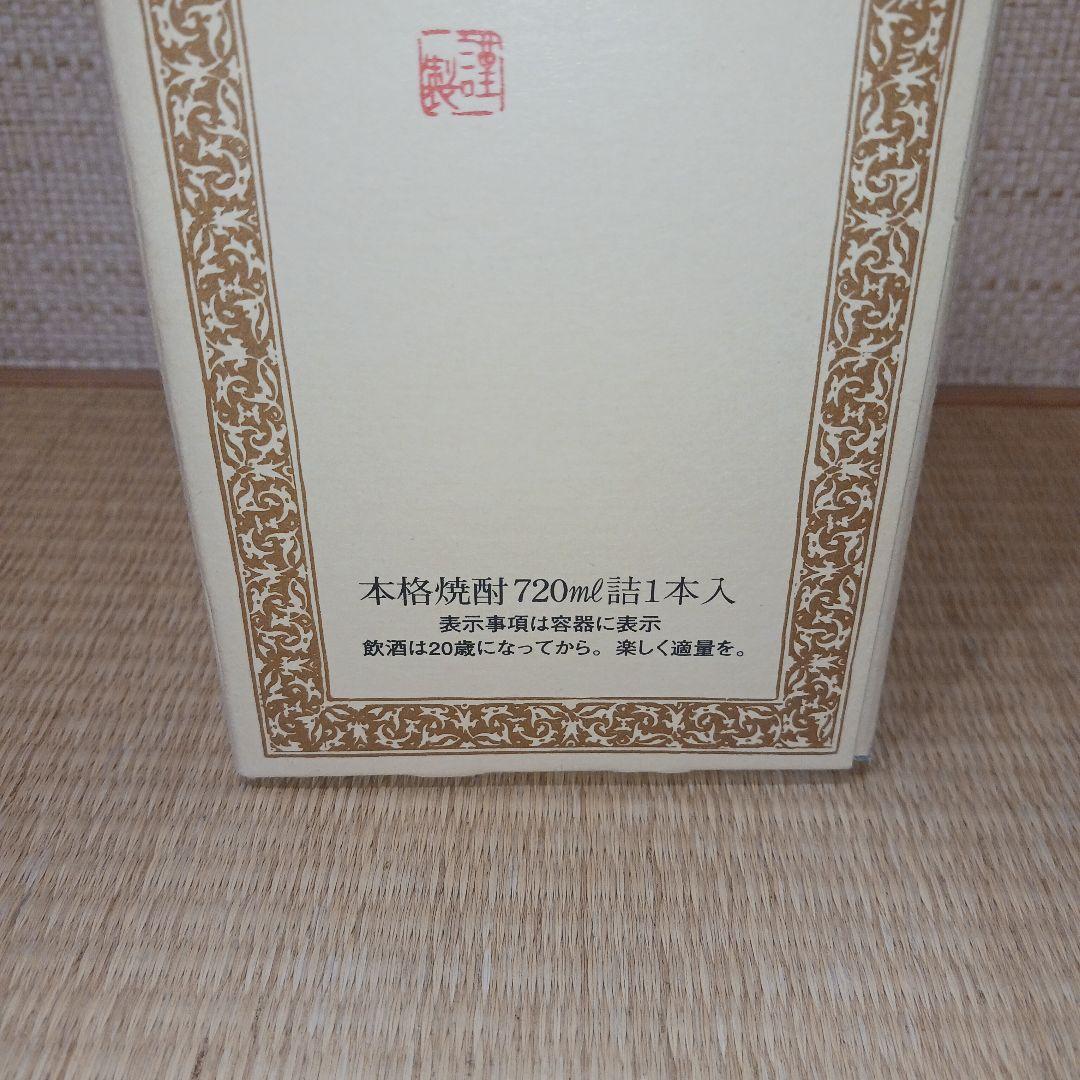 謹製
本格焼酎720ml詰1本入
表示事項は容器に表示
飲酒は20歳になってから。楽しく適量を。